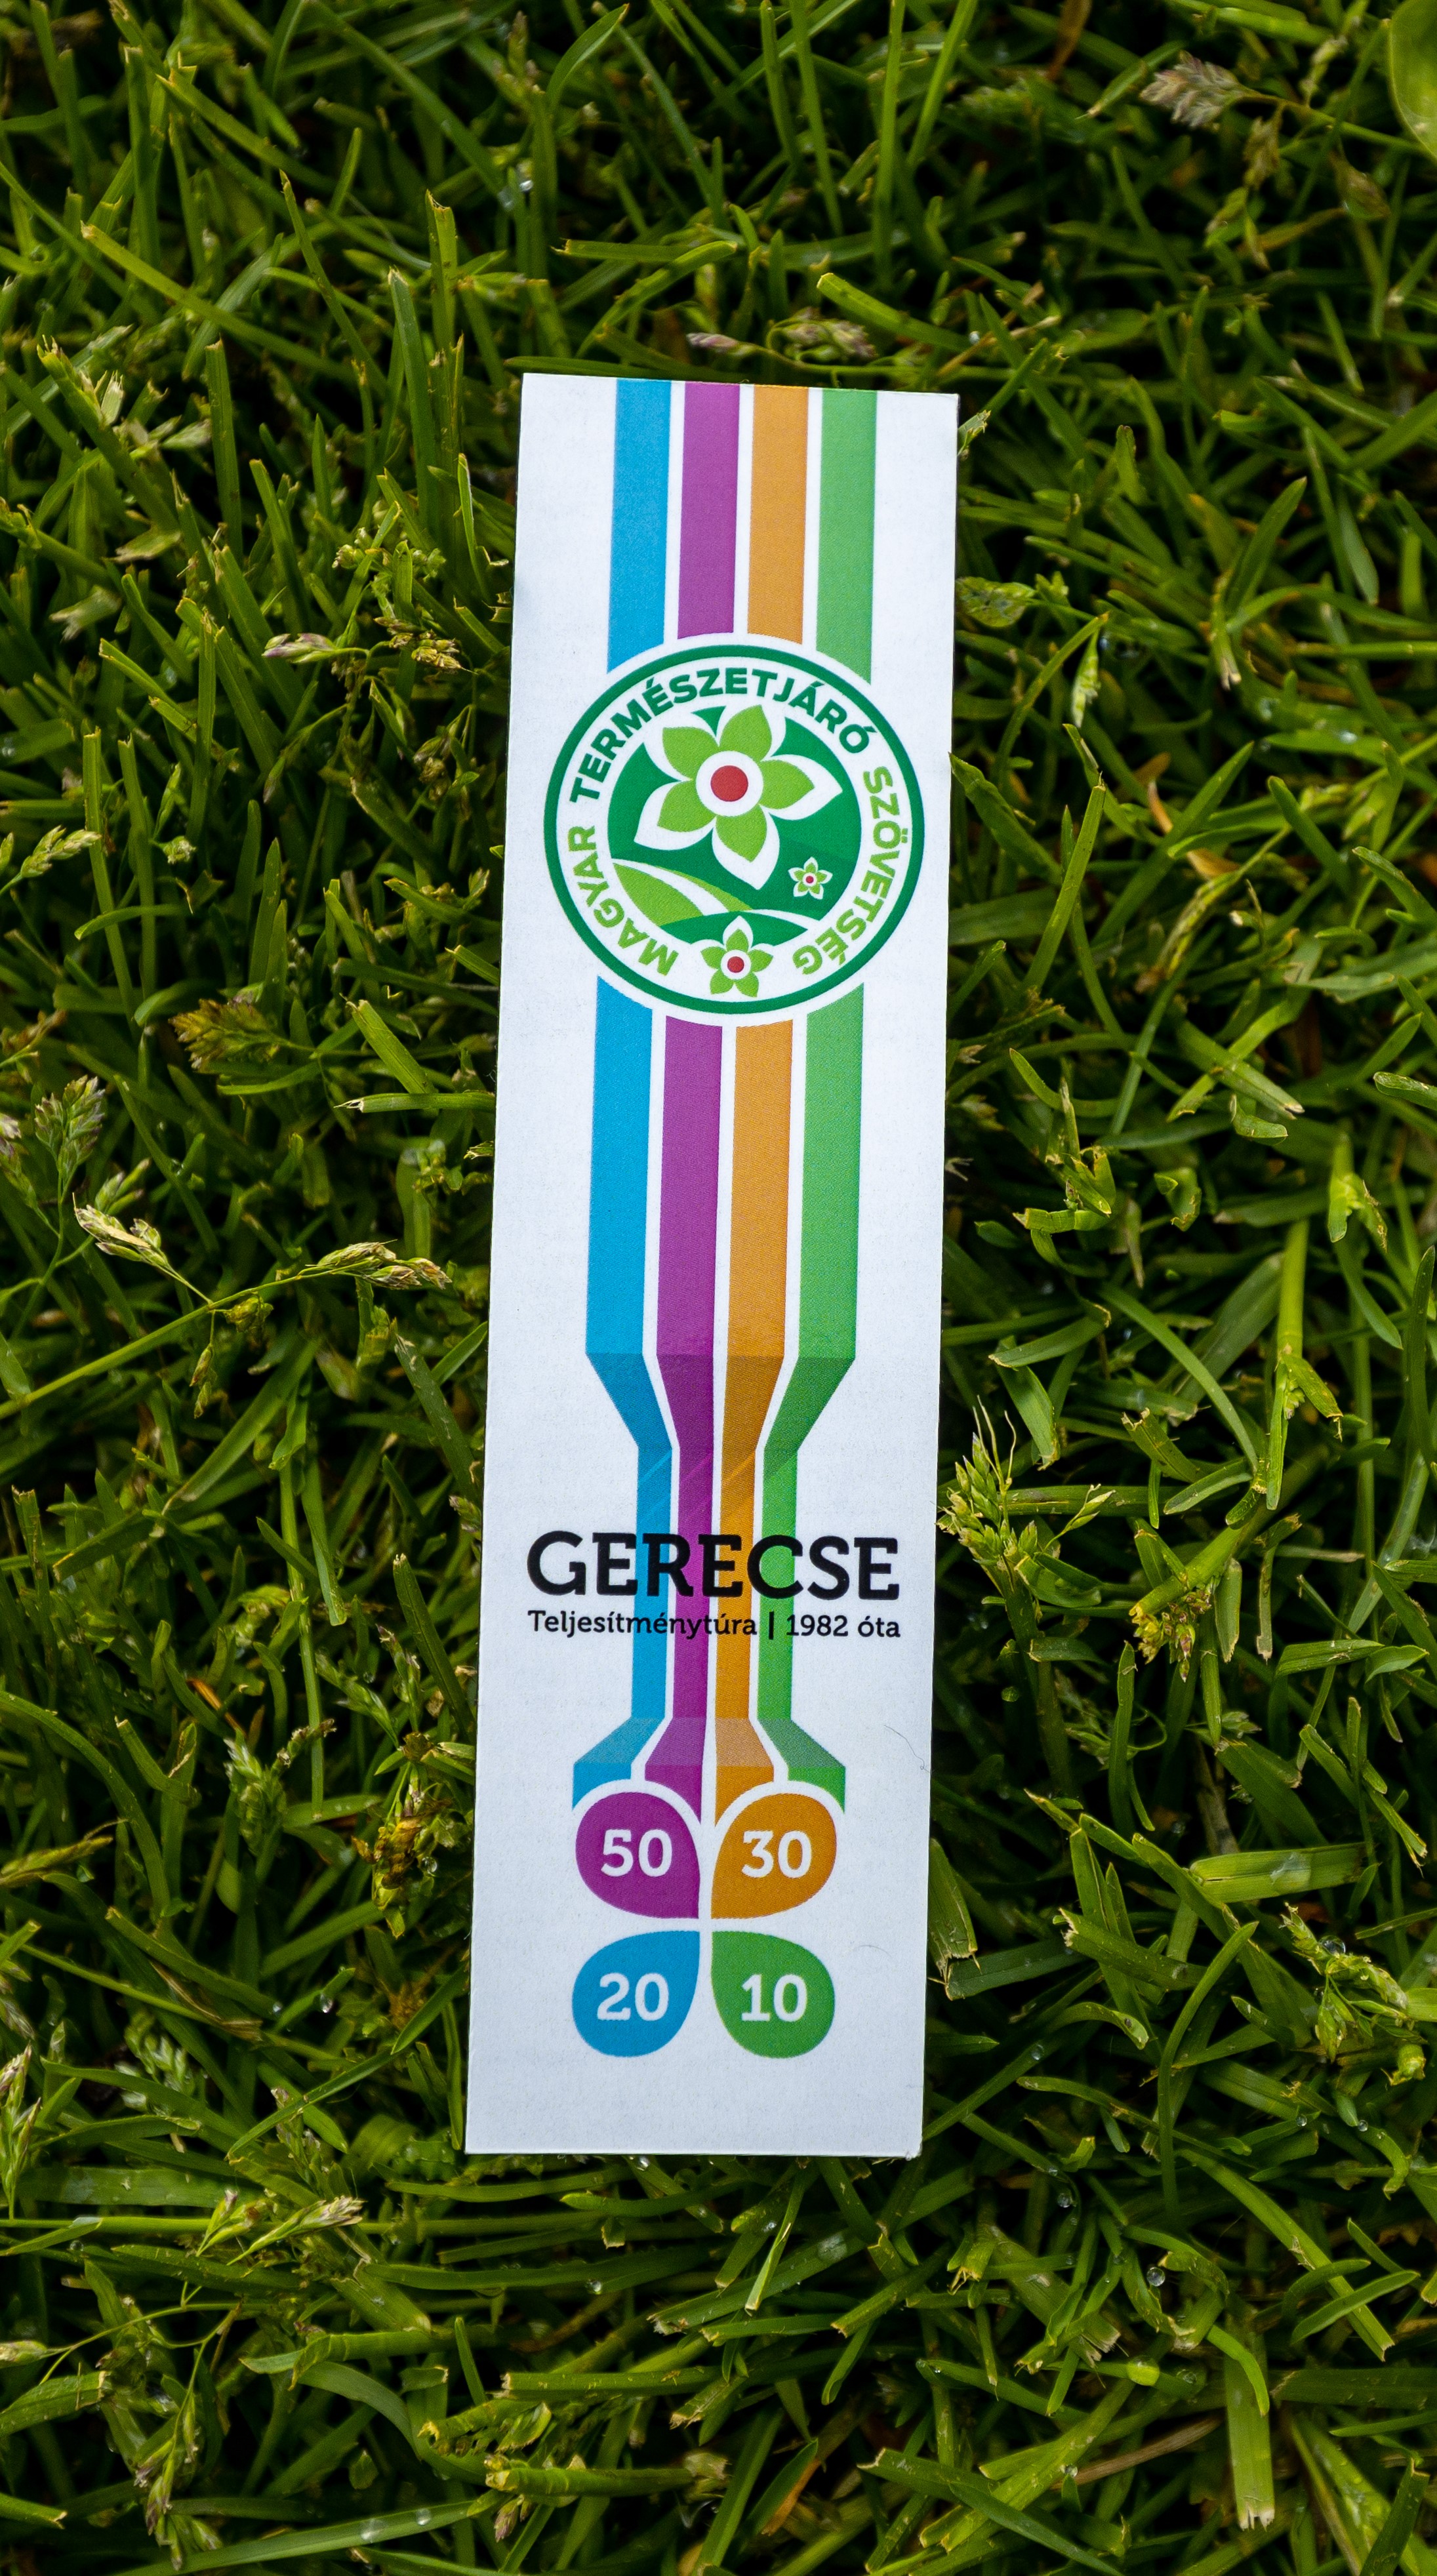 MAGYAR TERMÉSZETJÁRÓ SZÖVETSÉG
GERECSE
Teljesítménytúra | 1982 óta
50 30
20 10